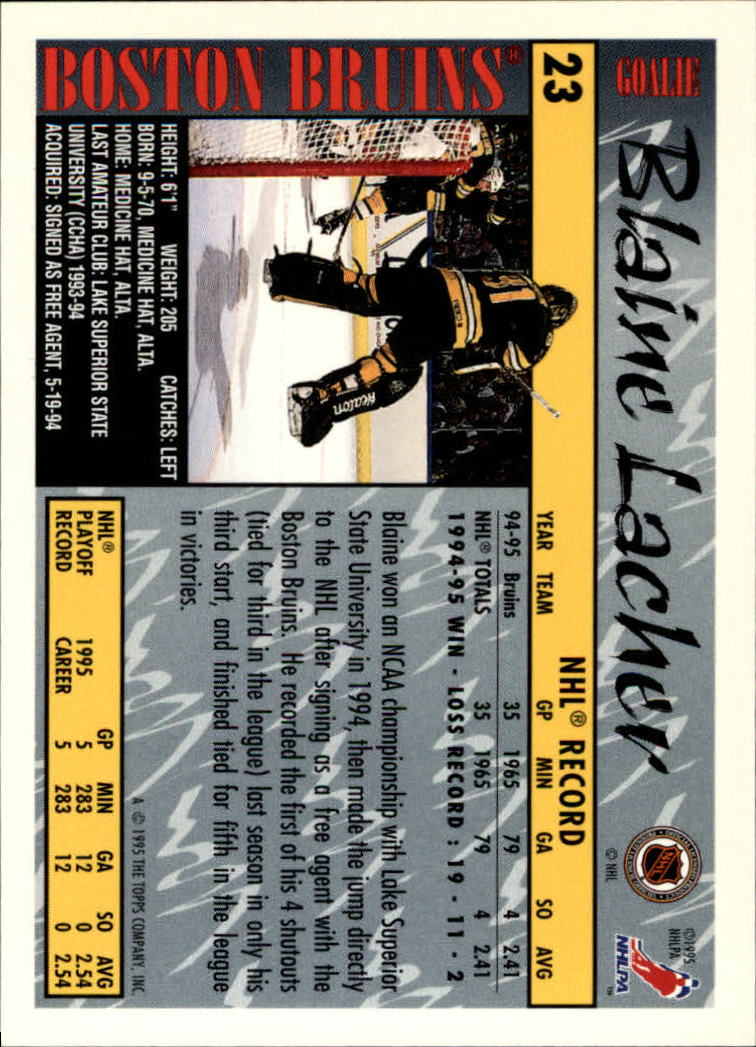 GOALIE
Blaine Lacher
©1995
NHLPA
NHLPA
TM
NHL
© NHL
23
NHL® RECORD
YEAR TEAM GP MIN GA SO AVG
94-95 Bruins 35 1965 79 4 2.41
NHL® TOTALS 35 1965 79 4 2.41
1994-95 WIN - LOSS RECORD : 19 - 11 - 2
Blaine won an NCAA championship with Lake Superior
State University in 1994, then made the jump directly
to the NHL after signing as a free agent with the
Boston Bruins. He recorded the first of his 4 shutouts
(tied for third in the league) last season in only his
third start, and finished tied for fifth in the league
in victories.
A © 1995 THE TOPPS COMPANY, INC.
NHL® GP MIN GA SO AVG
PLAYOFF 1995 5 283 12 0 2.54
RECORD CAREER 5 283 12 0 2.54
Heaton
BOSTON BRUINS®
HEIGHT: 6'1" WEIGHT: 205 CATCHES: LEFT
BORN: 9-5-70, MEDICINE HAT, ALTA.
HOME: MEDICINE HAT, ALTA.
LAST AMATEUR CLUB: LAKE SUPERIOR STATE
UNIVERSITY (CCHA) 1993-94
ACQUIRED: SIGNED AS FREE AGENT, 5-19-94